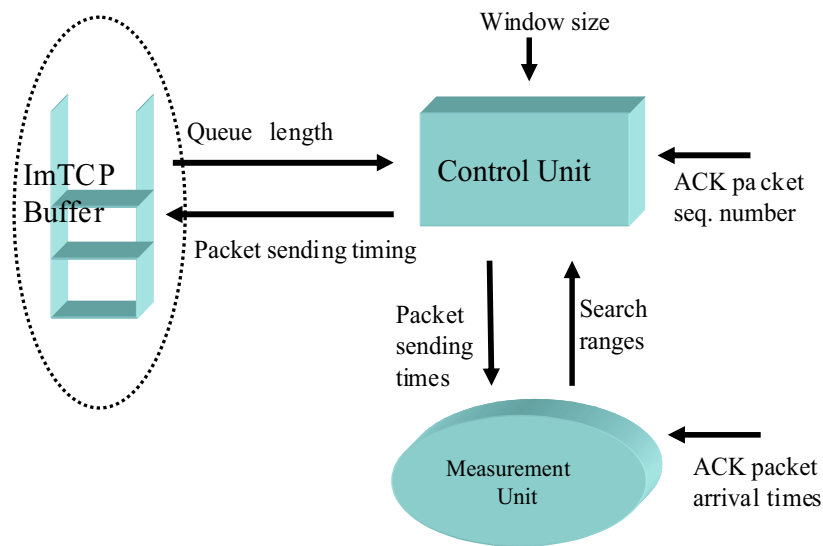 Window size
Queue length
ImTCP
Buffer
Control Unit
ACK packet
seq. number
Packet sending timing
Packet
sending
times
Search
ranges
Measurement
Unit
ACK packet
arrival times